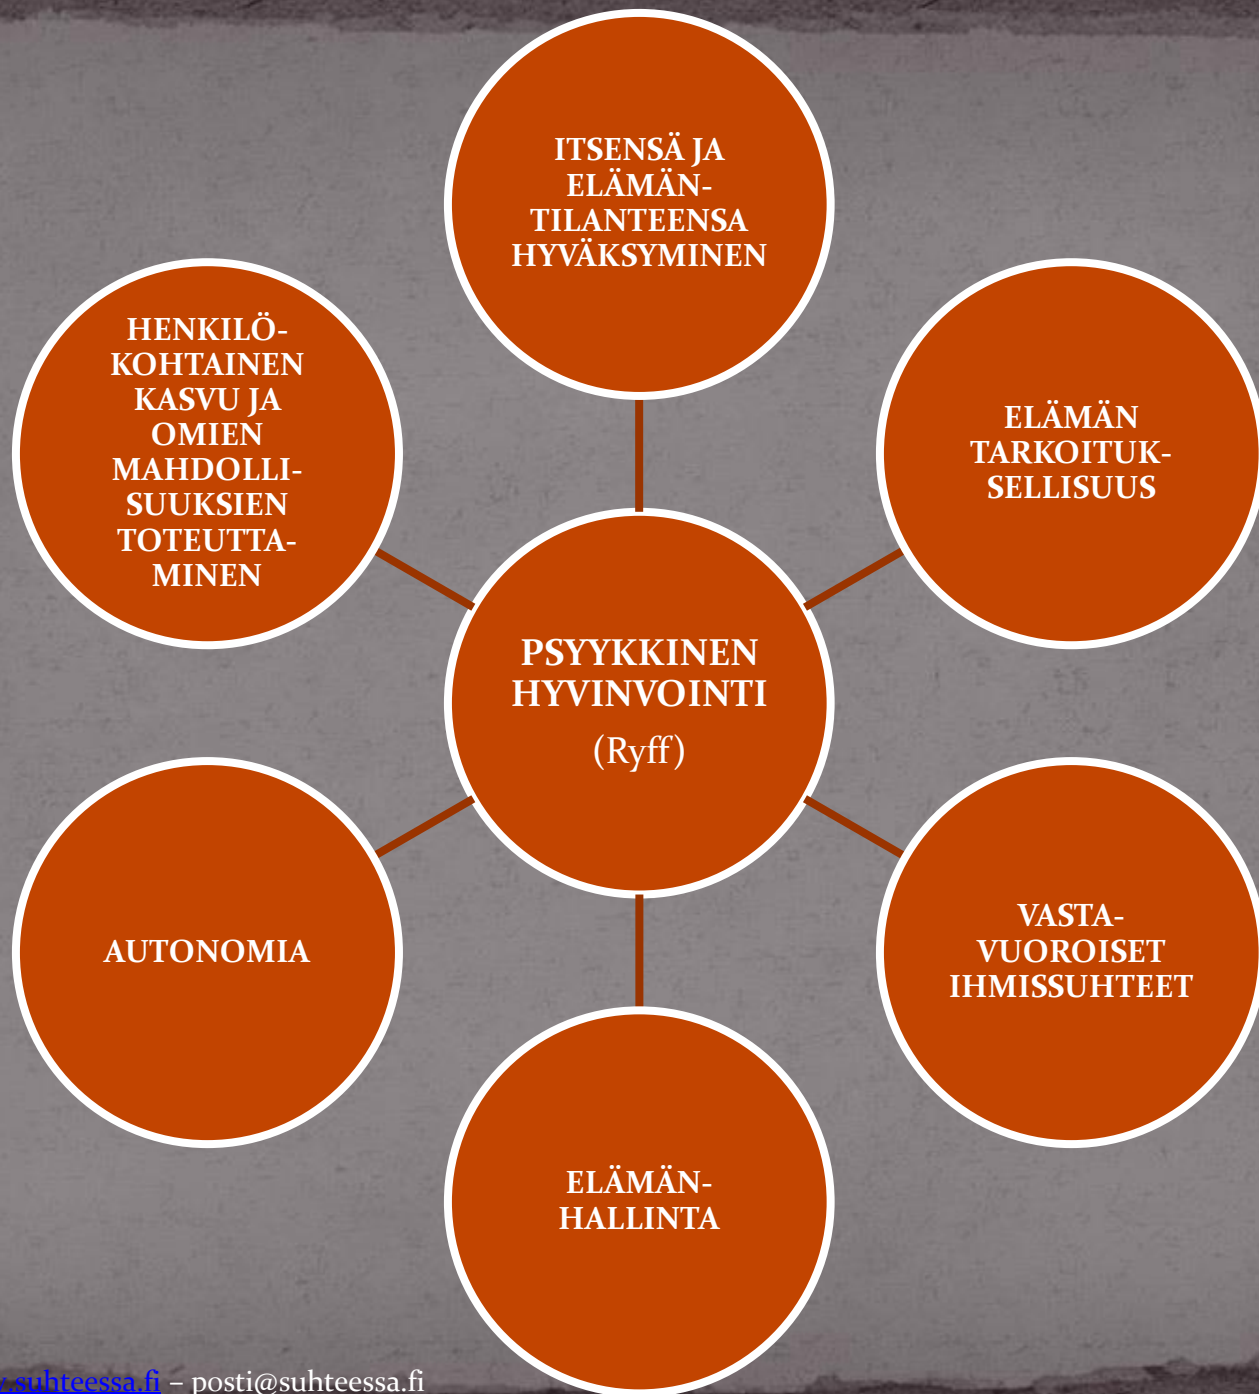 ITSENSÄ JA
ELÄMÄN-
TILANTEENSA
HYVÄKSYMINEN
HENKILÖ-
KOHTAINEN
KASVU JA
OMIEN
MAHDOLLI-
SUUKSIEN
TOTEUTTA-
MINEN
ELÄMÄN
TARKOITUK-
SELLISUUS
PSYYKKINEN
HYVINVOINTI
(Ryff)
AUTONOMIA
VASTA-
VUOROISET
IHMISSUHTEET
ELÄMÄN-
HALLINTA
.suhteessa.fi – posti@suhteessa.fi